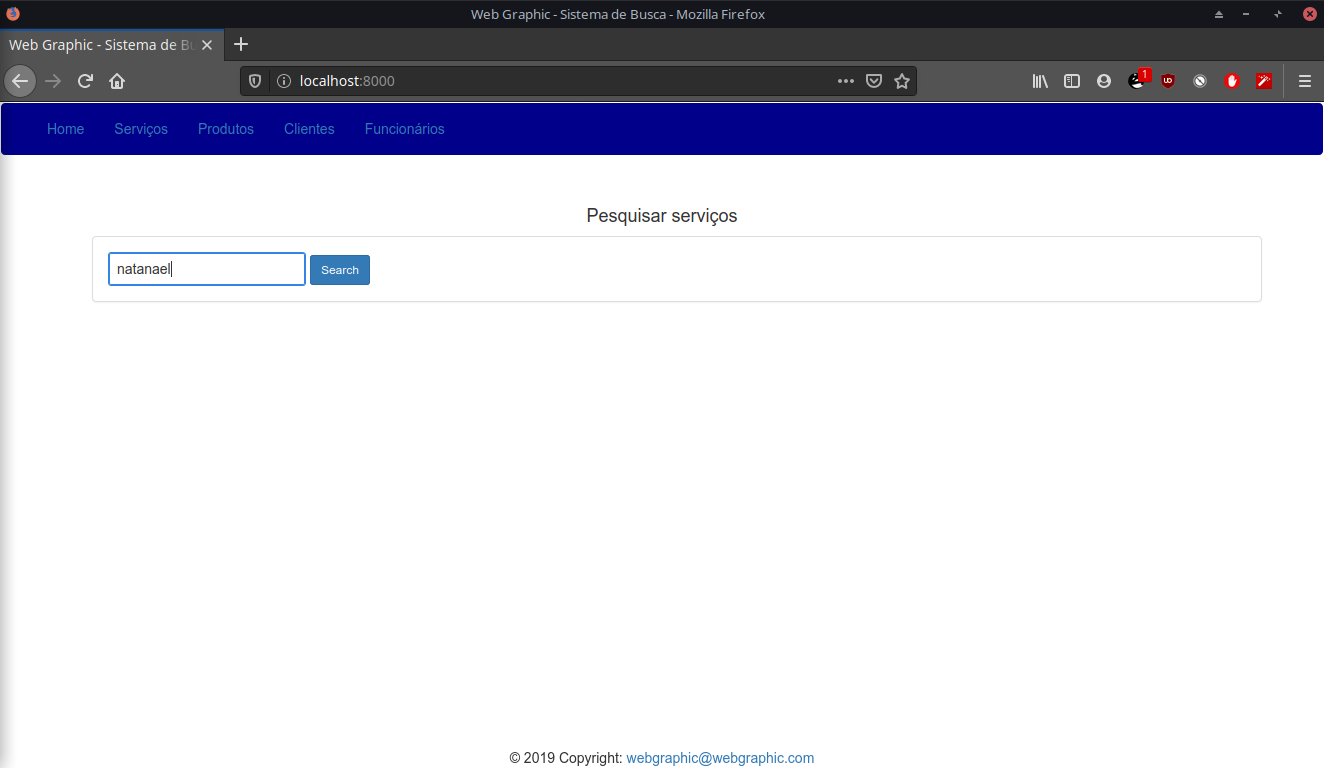 Web Graphic - Sistema de Busca - Mozilla Firefox
Web Graphic - Sistema de Bu
localhost:8000
1
Home Serviços Produtos Clientes Funcionários
Pesquisar serviços
natanael Search
© 2019 Copyright: webgraphic@webgraphic.com